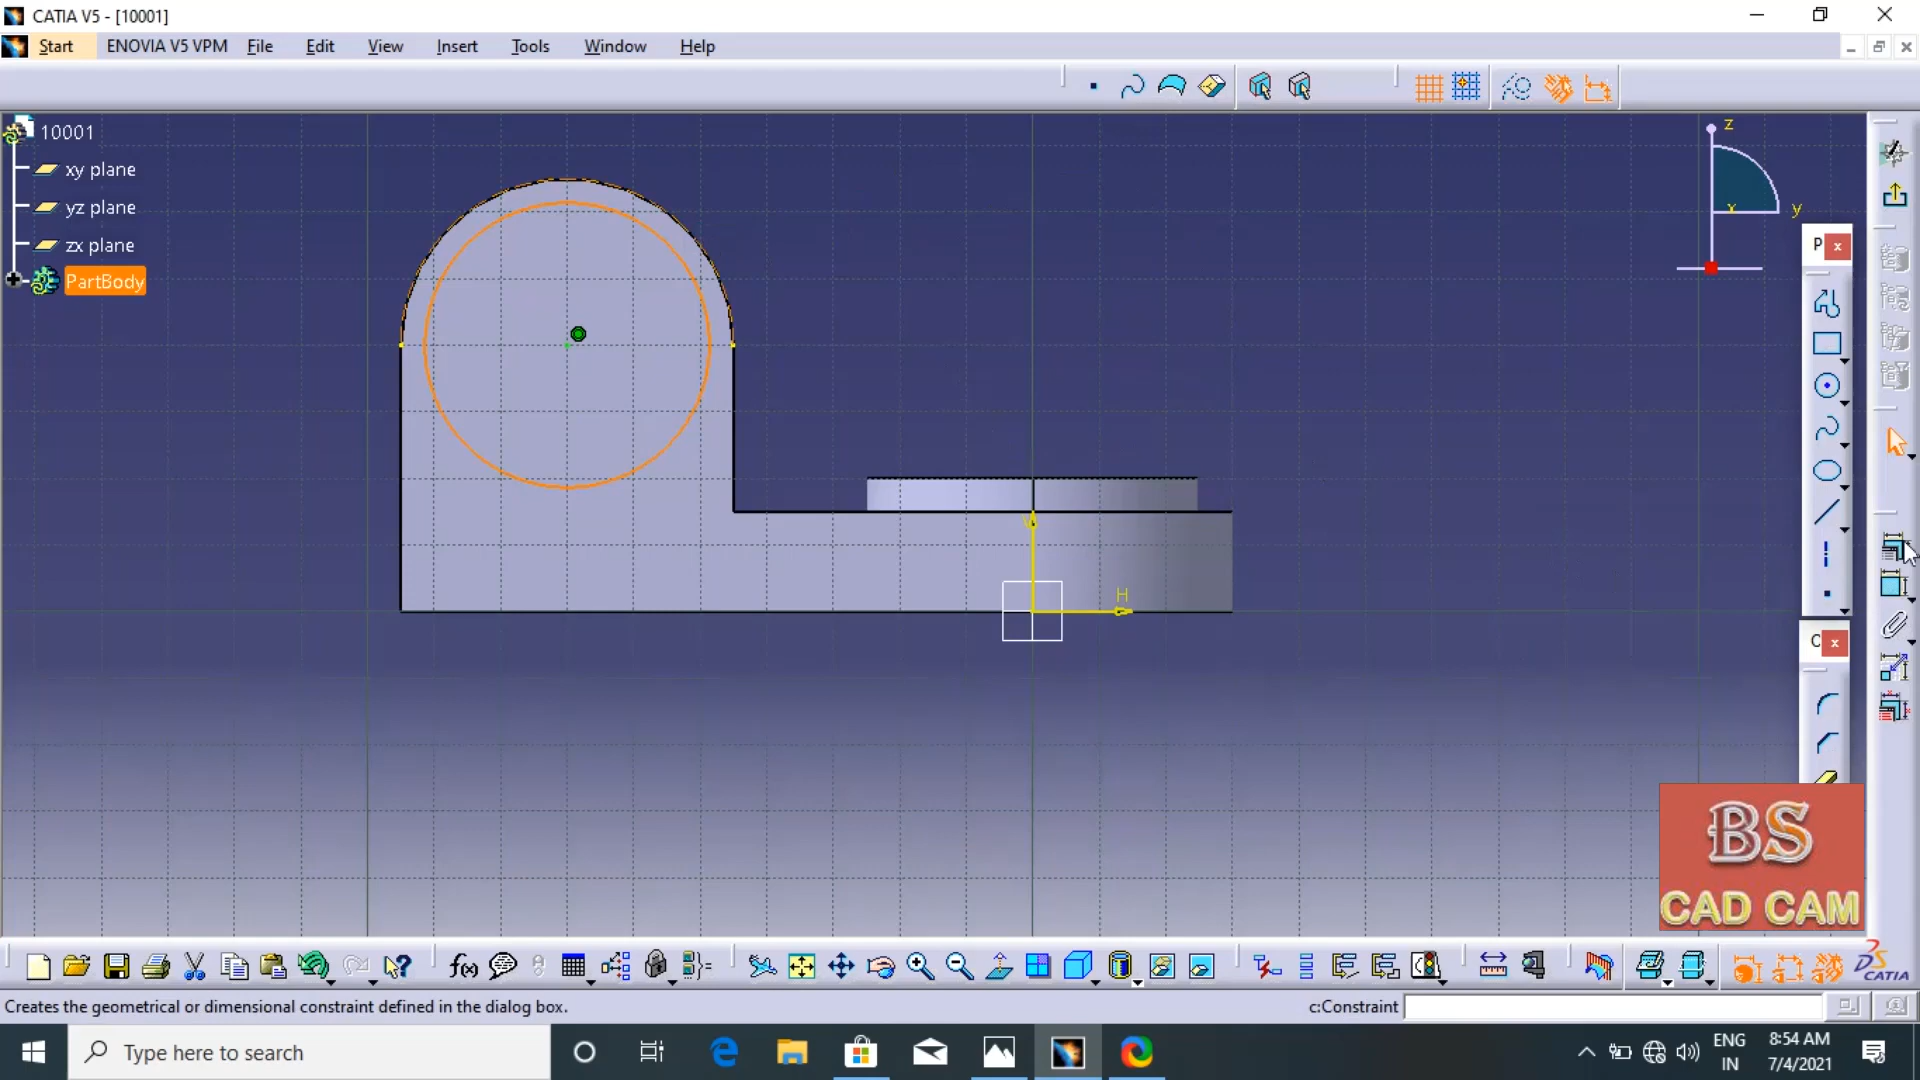 CATIA V5 - [10001]
Start ENOVIA V5 VPM File Edit View Insert Tools Window Help
10001
xy plane
yz plane
zx plane
PartBody
z
x
y
P x
V
H
C x
BS
CAD CAM
f(x)
DS CATIA
Creates the geometrical or dimensional constraint defined in the dialog box.
c:Constraint
Type here to search
ENG
IN
8:54 AM
7/4/2021